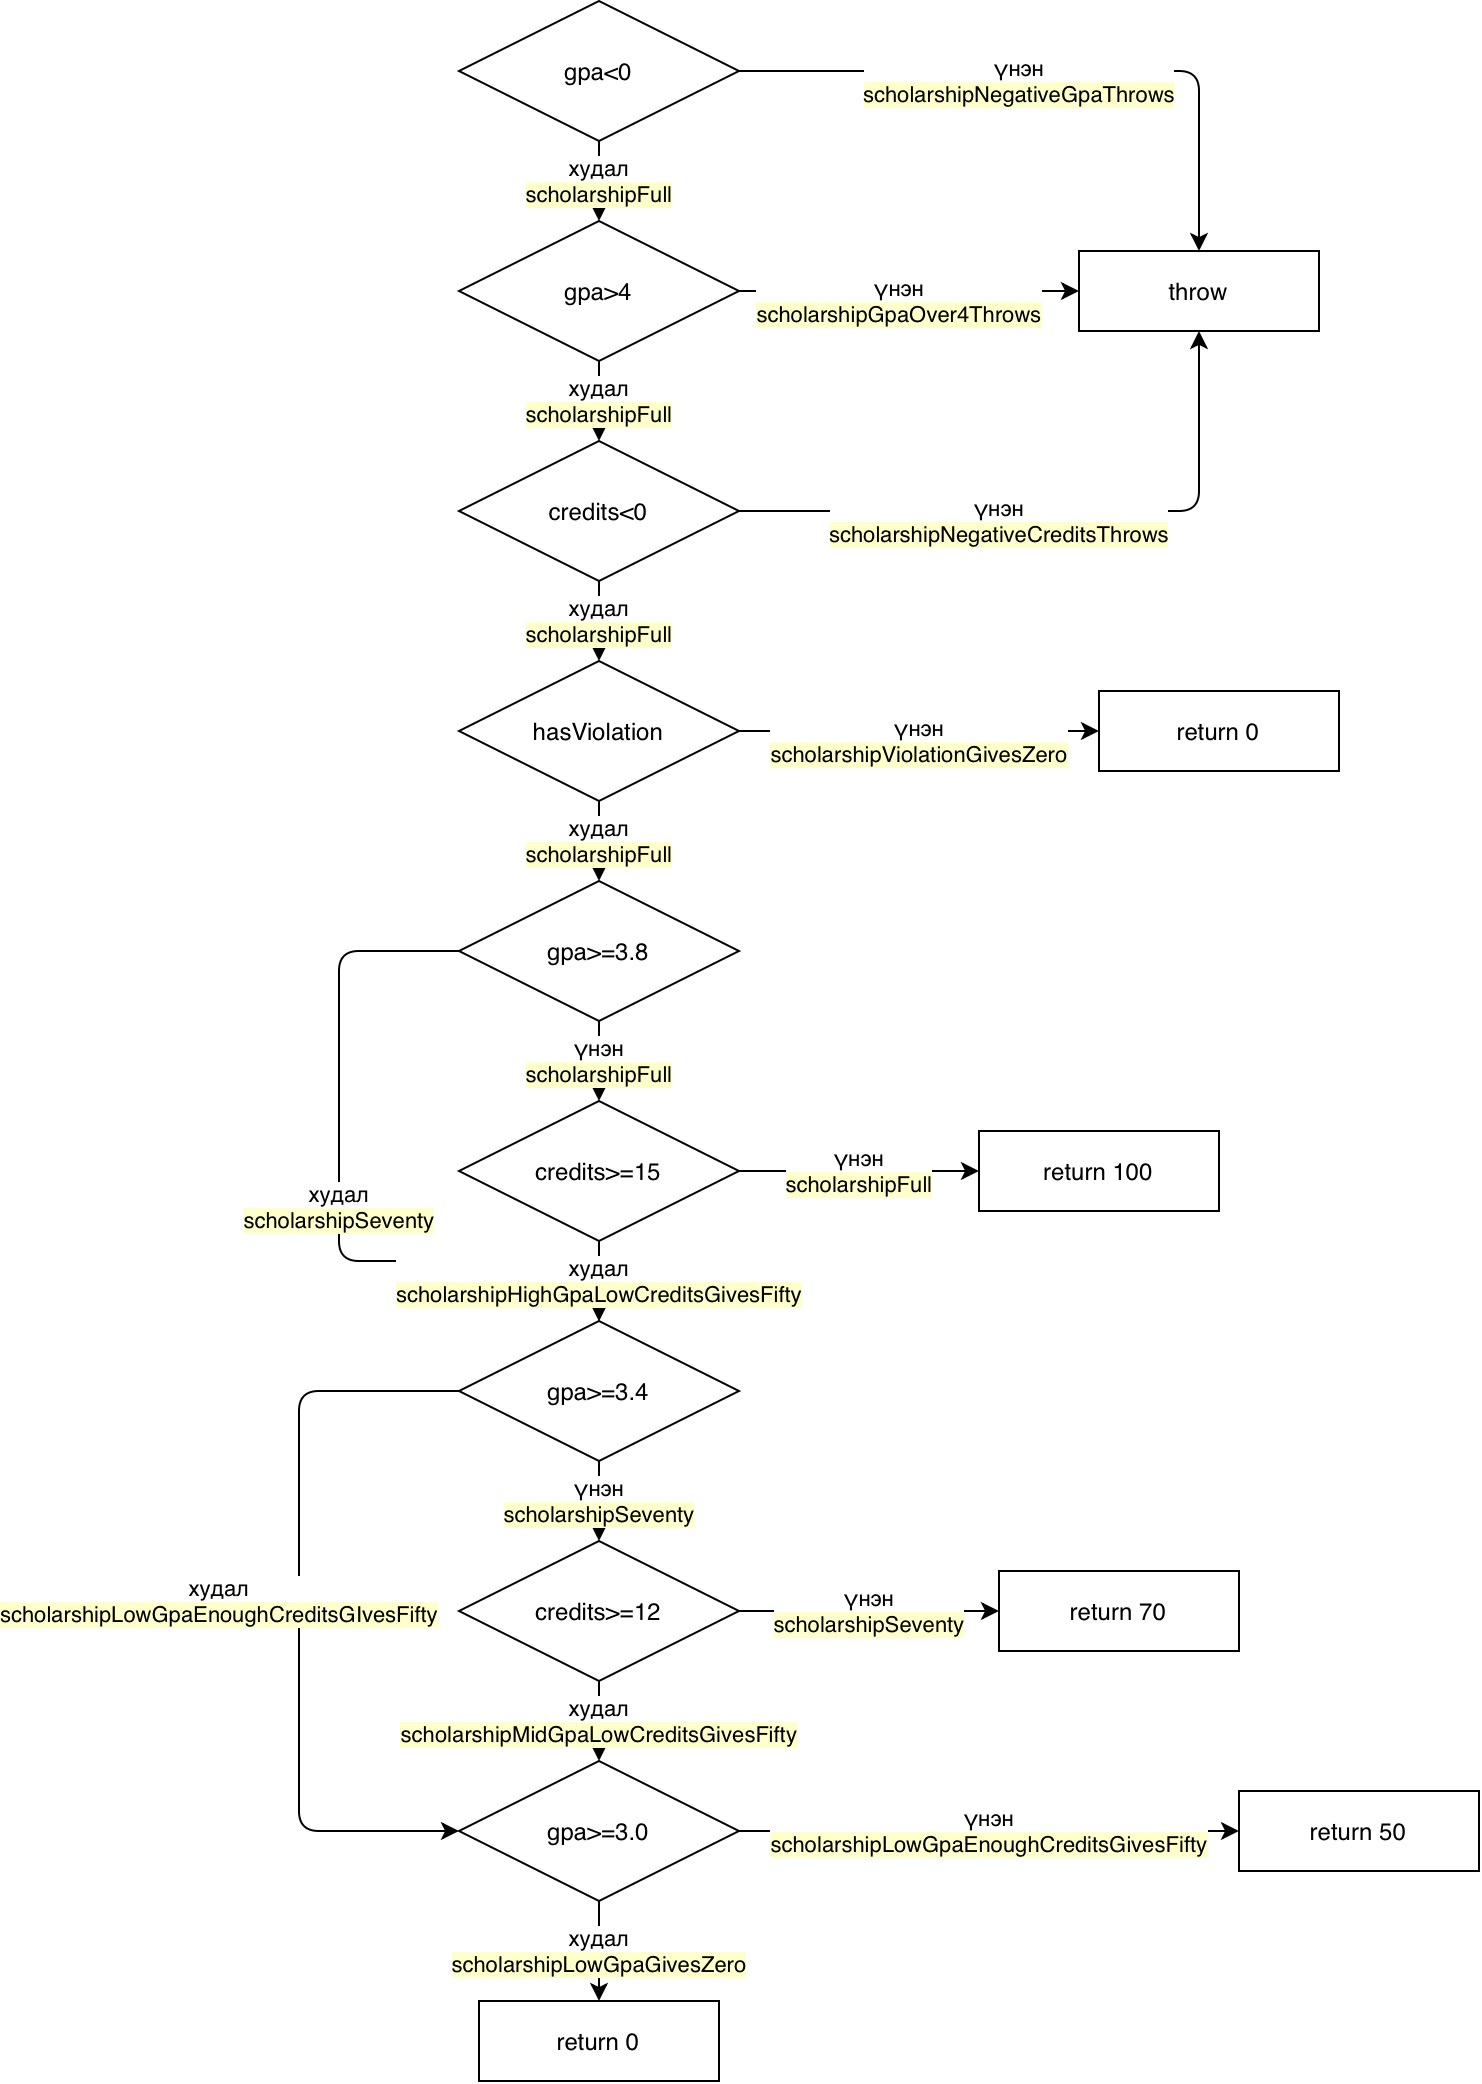 gpa<0
үнэн
scholarshipNegativeGpaThrows
худал
scholarshipFull
gpa>4
үнэн
scholarshipGpaOver4Throws
throw
худал
scholarshipFull
credits<0
үнэн
scholarshipNegativeCreditsThrows
худал
scholarshipFull
hasViolation
үнэн
scholarshipViolationGivesZero
return 0
худал
scholarshipFull
gpa>=3.8
үнэн
scholarshipFull
credits>=15
үнэн
scholarshipFull
return 100
худал
scholarshipSeventy
худал
scholarshipHighGpaLowCreditsGivesFifty
gpa>=3.4
үнэн
scholarshipSeventy
худал
scholarshipLowGpaEnoughCreditsGIvesFifty
credits>=12
үнэн
scholarshipSeventy
return 70
худал
scholarshipMidGpaLowCreditsGivesFifty
gpa>=3.0
үнэн
scholarshipLowGpaEnoughCreditsGivesFifty
return 50
худал
scholarshipLowGpaGivesZero
return 0